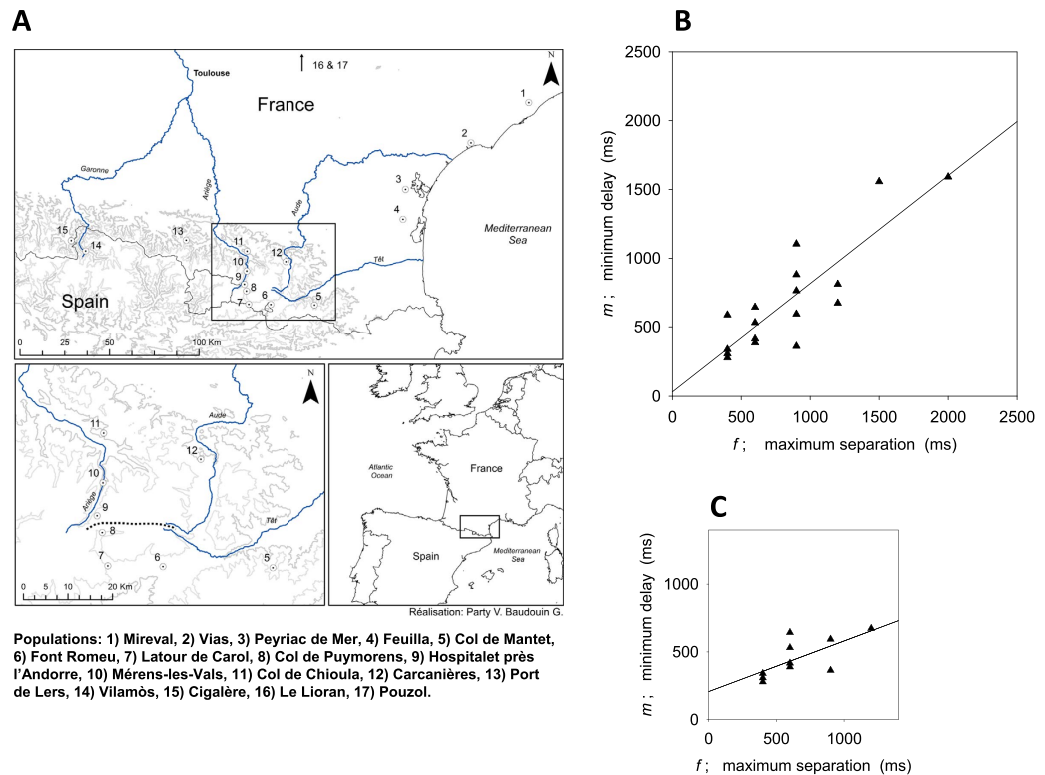 A
N
16 & 17
Toulouse
France
1
2
Garonne
Ariège
Aude
3
4
Mediterranean
Sea
15
14
13
11
10
9
8
7
12
6
5
Têt
Spain
0 25 50 100 Km
N
Aude
11
12
10
Ariège
9
8
Têt
7
6
5
0 5 10 20 Km
Atlantic
Ocean
France
Spain
Mediterranean
Sea
Réalisation: Party V. Baudouin G.
Populations: 1) Mireval, 2) Vias, 3) Peyriac de Mer, 4) Feuilla, 5) Col de Mantet,
6) Font Romeu, 7) Latour de Carol, 8) Col de Puymorens, 9) Hospitalet près
l’Andorre, 10) Mérens-les-Vals, 11) Col de Chioula, 12) Carcanières, 13) Port
de Lers, 14) Vilamòs, 15) Cigalère, 16) Le Lioran, 17) Pouzol.
B
2500
2000
1500
1000
500
0
m ; minimum delay (ms)
0 500 1000 1500 2000 2500
f ; maximum separation (ms)
C
1000
500
0
m ; minimum delay (ms)
0 500 1000
f ; maximum separation (ms)